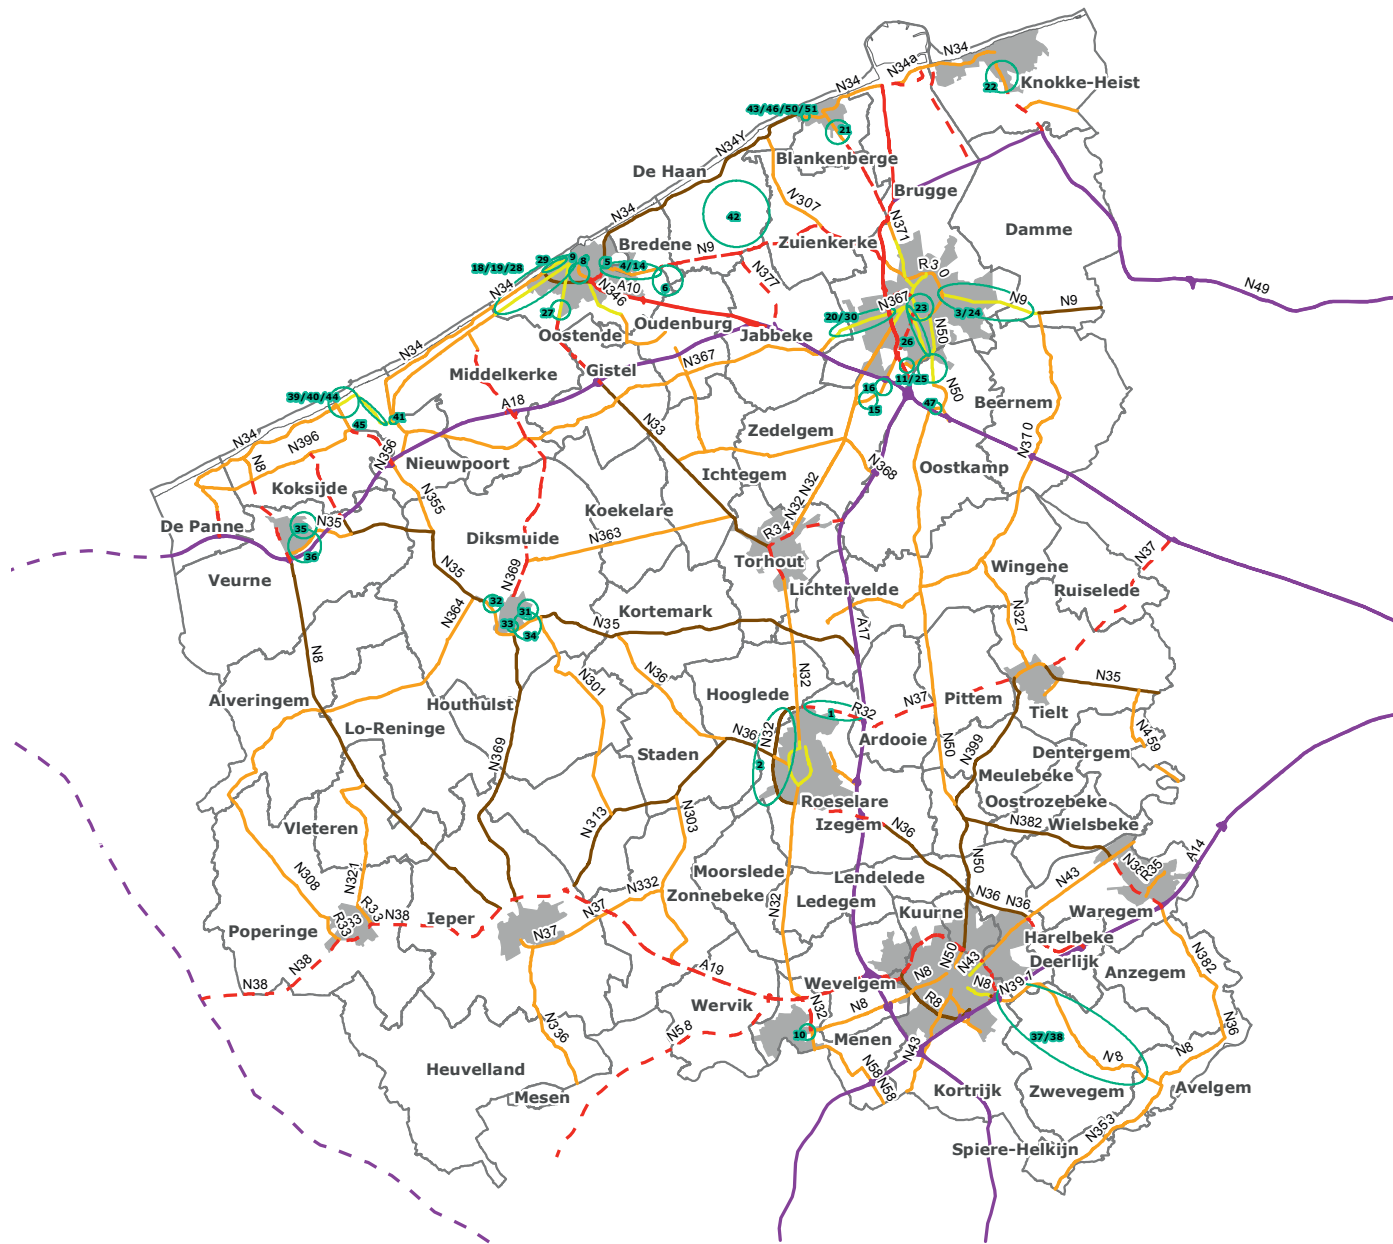 N34
N34a
Knokke-Heist
22
N34
43/46/50/51
21
N34Y
Blankenberge
De Haan
Brugge
N307
42
N34
N371
Damme
Zuienkerke
Bredene
N9
18/19/28
29
9
8
5
4/14
R30
N377
6
A10
N346
N34
N49
N9
N9
3/24
N367
23
20/30
27
Oudenburg
Oostende
Jabbeke
N50
26
N34
N367
Middelkerke
Gistel
11/25
16
N50
15
47
39/40/44
A18
41
45
Beernem
N34
N396
N33
Zedelgem
N370
N356
N8
Nieuwpoort
Ichtegem
N368
Oostkamp
Koksijde
N355
N32
N32
Koekelare
De Panne
35
N35
R34
36
Diksmuide
N363
Torhout
N37
Veurne
N35
N369
Wingene
Ruiselede
Lichtervelde
32
31
N364
Kortemark
33
34
N35
A17
N327
N8
N36
N32
N301
Hooglede
Alveringem
Houthulst
N37
Pittem
N35
R32
1
Tielt
Lo-Reninge
N36
N32
Ardooie
N459
Staden
N50
N399
Dentergem
N369
2
Meulebeke
Roeselare
Oostrozebeke
Vleteren
N313
N303
Izegem
N36
N382
Wielsbeke
N50
A14
N38
R35
Moorslede
Lendelede
N43
N308
N321
N332
Zonnebeke
Ledegem
N36
N36
R33
R33
N38
Ieper
N37
N32
Kuurne
Waregem
Poperinge
N37
Harelbeke
N50
N43
Deerlijk
N38
A19
N8
N382
Anzegem
N38
Wevelgem
N8
N391
Wervik
N32
N8
R8
N58
N36
N336
10
Menen
37/38
N43
N8
N8
Heuvelland
N58
N58
Kortrijk
Zwevegem
Avelgem
Mesen
N353
Spiere-Helkijn